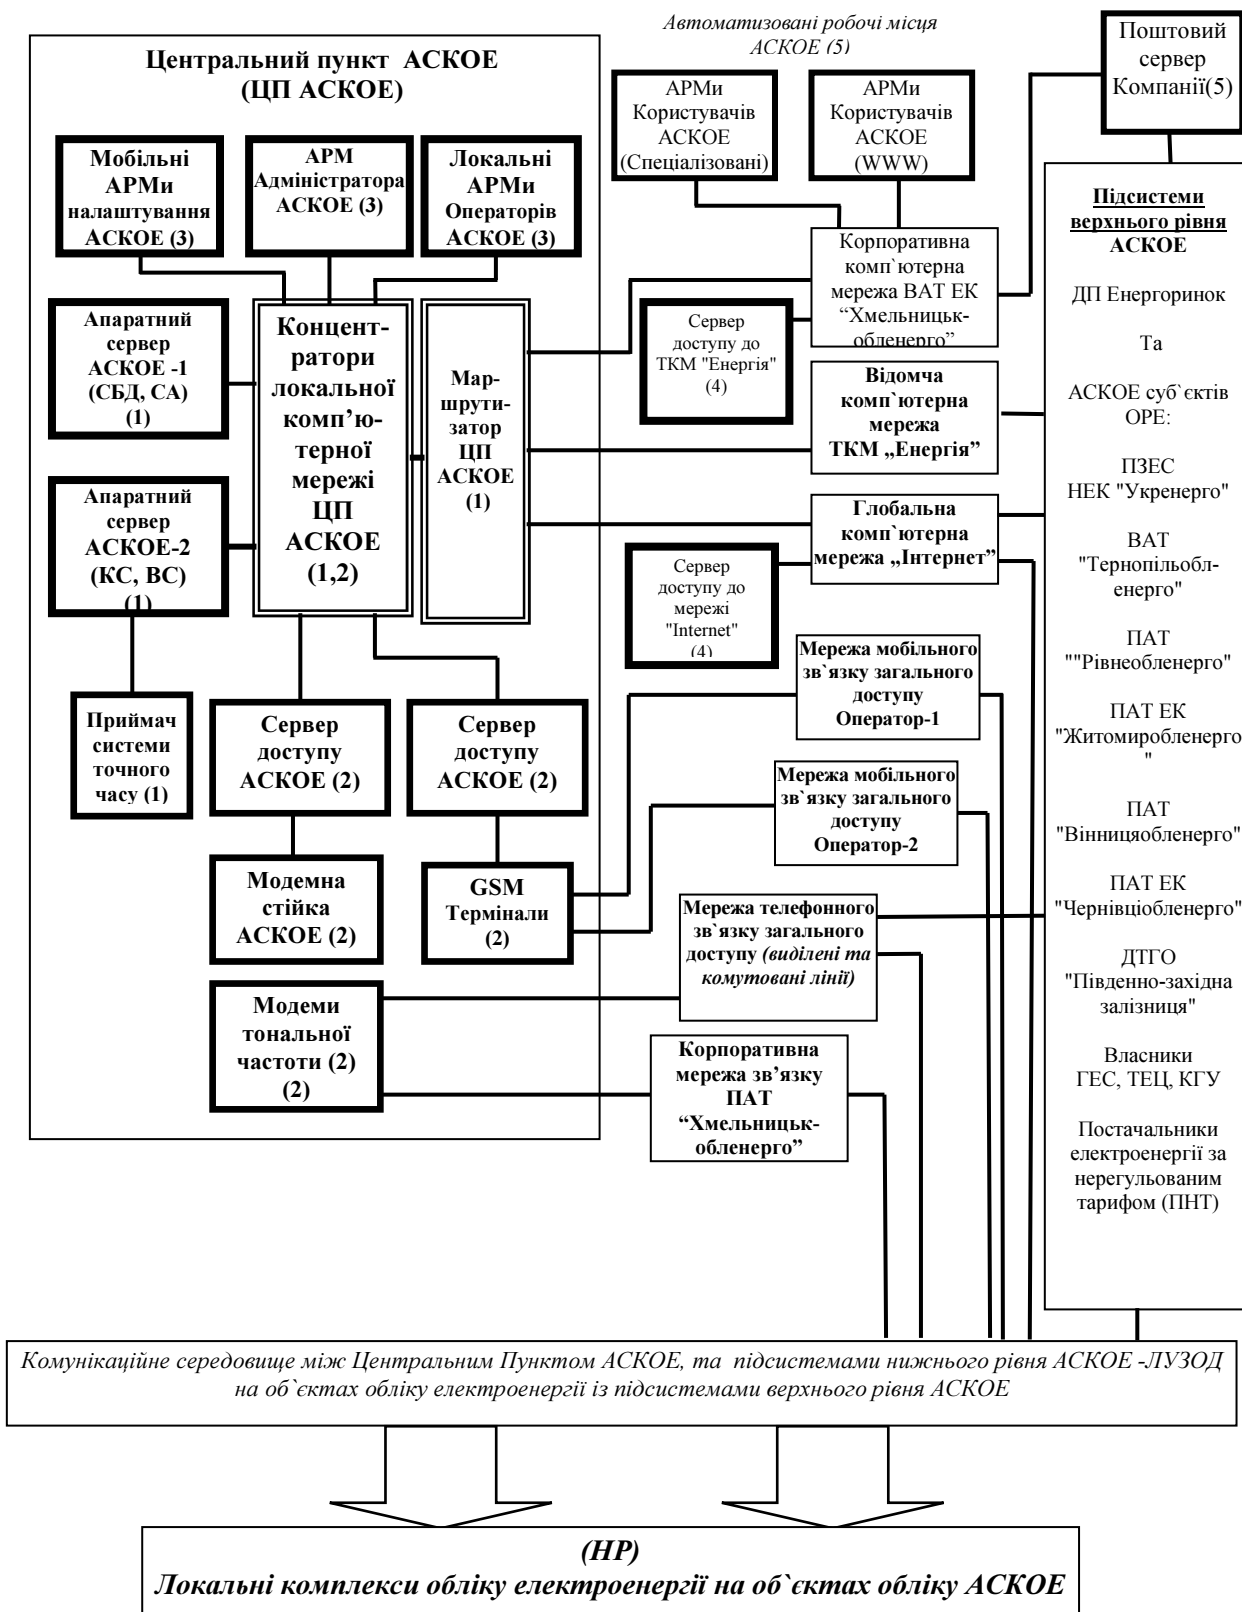 Автоматизовані робочі місця
АСКОЕ (5)
Поштовий
сервер
Компанії(5)
Центральний пункт АСКОЕ
(ЦП АСКОЕ)
АРМи
Користувачів
АСКОЕ
(Спеціалізовані)
АРМи
Користувачів
АСКОЕ
(WWW)
Мобільні
АРМи
налаштування
АСКОЕ (3)
АРМ
Адміністратора
АСКОЕ (3)
Локальні
АРМи
Операторів
АСКОЕ (3)
Апаратний
сервер
АСКОЕ -1
(СБД, СА)
(1)
Апаратний
сервер
АСКОЕ-2
(КС, ВС)
(1)
Концент-
ратори
локальної
комп’ю-
терної
мережі
ЦП
АСКОЕ
(1,2)
Мар-
шрути-
затор
ЦП
АСКОЕ
(1)
Корпоративна
комп`ютерна
мережа ВАТ ЕК
“Хмельницьк-
обленерго”
Сервер
доступу до
ТКМ "Енергія"
(4)
Відомча
комп`ютерна
мережа
ТКМ „Енергія”
Глобальна
комп`ютерна
мережа „Інтернет”
Сервер
доступу до
мережі
"Internet"
(4)
Приймач
системи
точного
часу (1)
Сервер
доступу
АСКОЕ (2)
Сервер
доступу
АСКОЕ (2)
Модемна
стійка
АСКОЕ (2)
GSM
Термінали
(2)
Модеми
тональної
частоти (2)
(2)
Мережа мобільного
зв`язку загального
доступу
Оператор-1
Мережа мобільного
зв`язку загального
доступу
Оператор-2
Мережа телефонного
зв`язку загального
доступу (виділені та
комутовані лінії)
Корпоративна
мережа зв’язку
ПАТ
“Хмельницьк-
обленерго”
Підсистеми
верхнього рівня
АСКОЕ
ДП Енергоринок
Та
АСКОЕ суб`єктів
ОРЕ:
ПЗЕС
НЕК "Укренерго"
ВАТ
"Тернопільобл-
енерго"
ПАТ
""Рівнеобленерго"
ПАТ ЕК
"Житомиробленерго
"
ПАТ
"Вінницяобленерго"
ПАТ ЕК
"Чернівціобленерго"
ДТГО
"Південно-західна
залізниця"
Власники
ГЕС, ТЕЦ, КГУ
Постачальники
електроенергії за
нерегульованим
тарифом (ПНТ)
Комунікаційне середовище між Центральним Пунктом АСКОЕ, та підсистемами нижнього рівня АСКОЕ -ЛУЗОД
на об`єктах обліку електроенергії із підсистемами верхнього рівня АСКОЕ
(НР)
Локальні комплекси обліку електроенергії на об`єктах обліку АСКОЕ